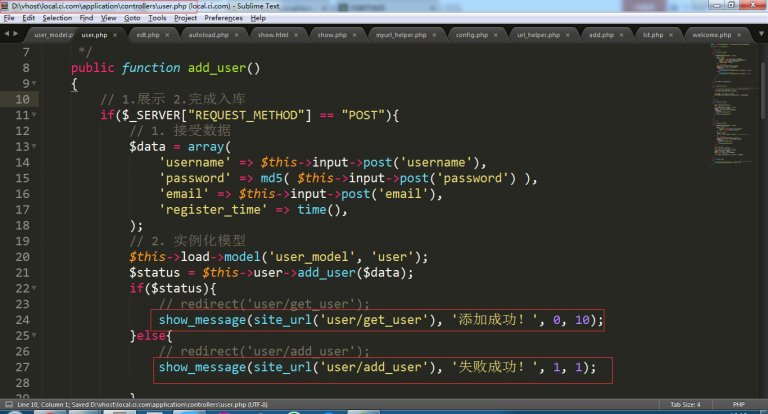 D:\vhost\local.ci.com\application\controllers\user.php (local.ci.com) - Sublime Text
File Edit Selection Find View Goto Tools Project Preferences Help
user_model.p user.php edt.php autoload.php show.html show.php myurl_helper.php config.php url_helper.php add.php lst.php welcome.php
7 */
8 public function add_user()
9 {
10 // 1.展示 2.完成入库
11 if($_SERVER["REQUEST_METHOD"] == "POST"){
12 // 1. 接受数据
13 $data = array(
14 'username' => $this->input->post('username'),
15 'password' => md5( $this->input->post('password') ),
16 'email' => $this->input->post('email'),
17 'register_time' => time(),
18 );
19 // 2. 实例化模型
20 $this->load->model('user_model', 'user');
21 $status = $this->user->add_user($data);
22 if($status){
23 // redirect('user/get_user');
24 show_message(site_url('user/get_user'), '添加成功! ', 0, 10);
25 }else{
26 // redirect('user/add_user');
27 show_message(site_url('user/add_user'), '失败成功! ', 1, 1);
28
}
Line 10, Column 1; Saved D:\vhost\local.ci.com\application\controllers\user.php (UTF-8) Tab Size: 4 PHP